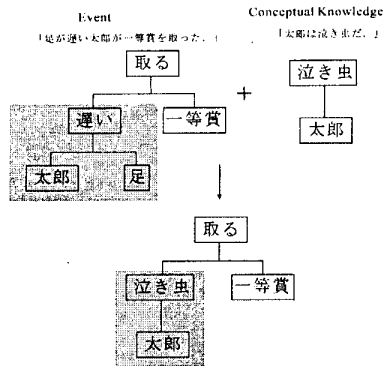 Event
Conceptual Knowledge
「足が遅い太郎が一等賞を取った．」
「太郎は泣き虫だ．」
取る
+
泣き虫
遅い
一等賞
太郎
太郎
足
取る
泣き虫
一等賞
太郎